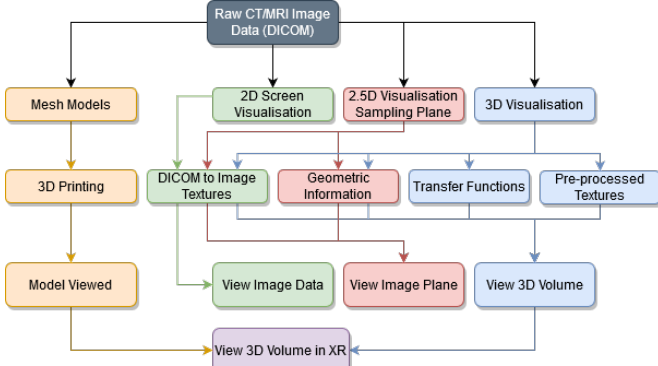 Raw CT/MRI Image
Data (DICOM)
Mesh Models
2D Screen
Visualisation
2.5D Visualisation
Sampling Plane
3D Visualisation
3D Printing
DICOM to Image
Textures
Geometric
Information
Transfer Functions
Pre-processed
Textures
Model Viewed
View Image Data
View Image Plane
View 3D Volume
View 3D Volume in XR